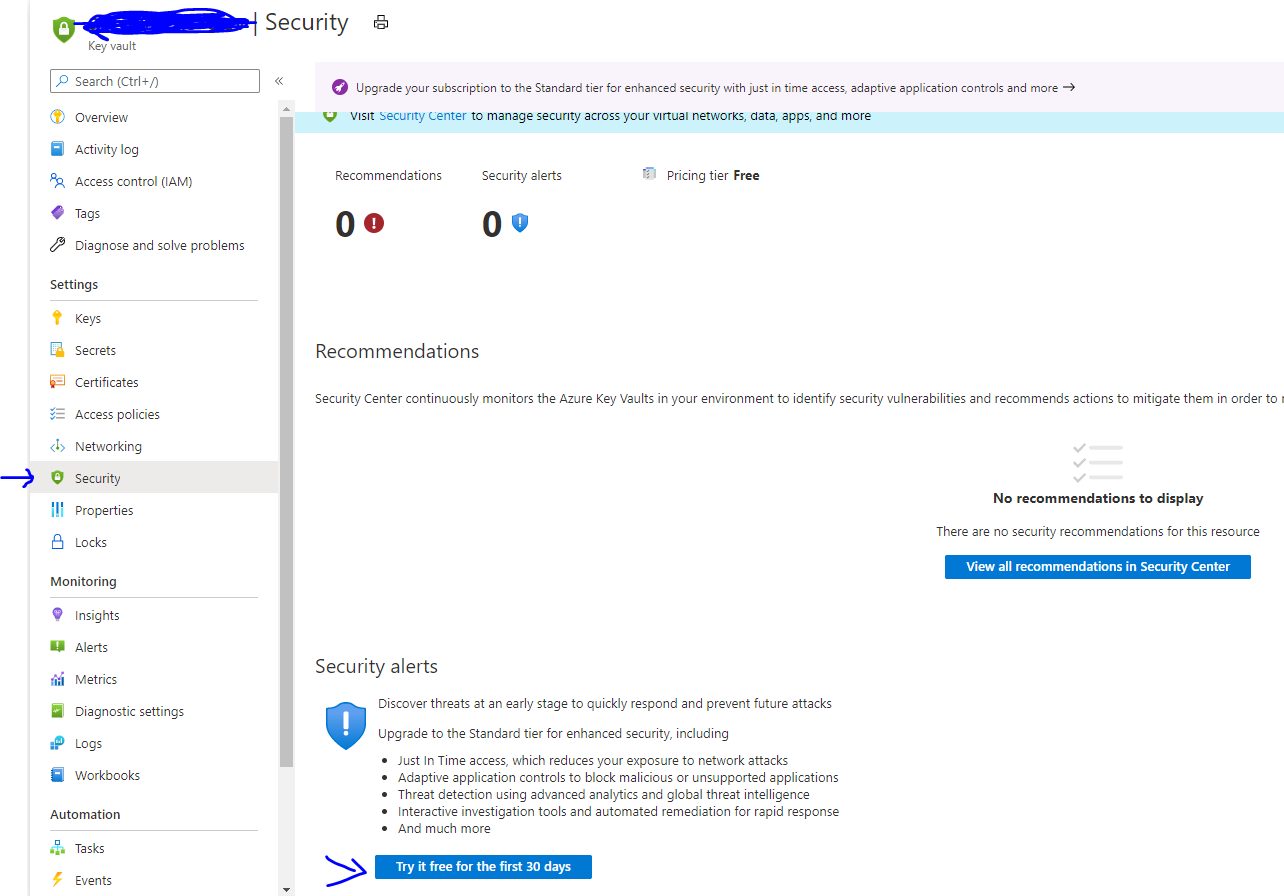 | Security
Key vault
Search (Ctrl+/)
«
Upgrade your subscription to the Standard tier for enhanced security with just in time access, adaptive application controls and more →
Visit Security Center to manage security across your virtual networks, data, apps, and more
Overview
Activity log
Access control (IAM)
Tags
Diagnose and solve problems
Settings
Keys
Secrets
Certificates
Access policies
Networking
Security
Properties
Locks
Monitoring
Insights
Alerts
Metrics
Diagnostic settings
Logs
Workbooks
Automation
Tasks
Events
Recommendations
0
Security alerts
0
Pricing tier Free
Recommendations
Security Center continuously monitors the Azure Key Vaults in your environment to identify security vulnerabilities and recommends actions to mitigate them in order to
No recommendations to display
There are no security recommendations for this resource
View all recommendations in Security Center
Security alerts
Discover threats at an early stage to quickly respond and prevent future attacks
Upgrade to the Standard tier for enhanced security, including
• Just In Time access, which reduces your exposure to network attacks
• Adaptive application controls to block malicious or unsupported applications
• Threat detection using advanced analytics and global threat intelligence
• Interactive investigation tools and automated remediation for rapid response
• And much more
Try it free for the first 30 days